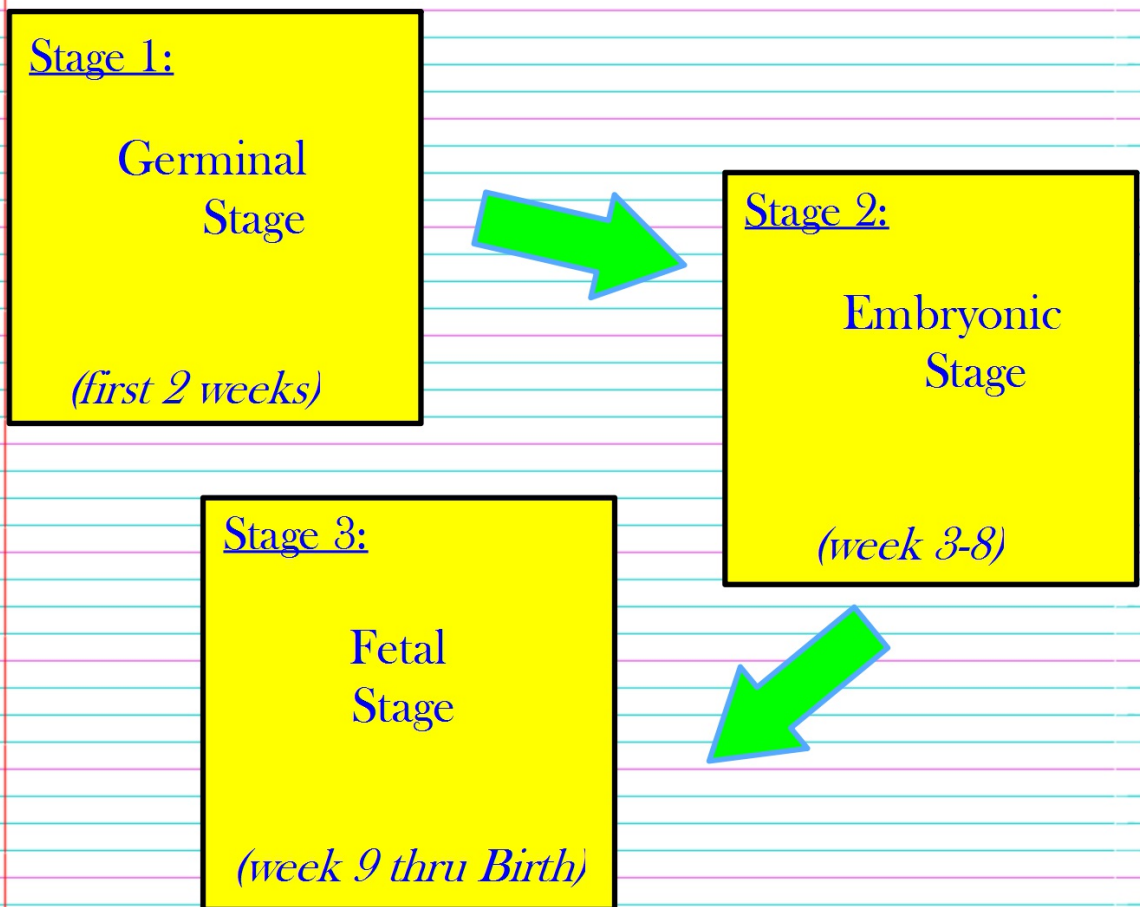 Stage 1:
Germinal
Stage
(first 2 weeks)
Stage 2:
Embryonic
Stage
(week 3-8)
Stage 3:
Fetal
Stage
(week 9 thru Birth)